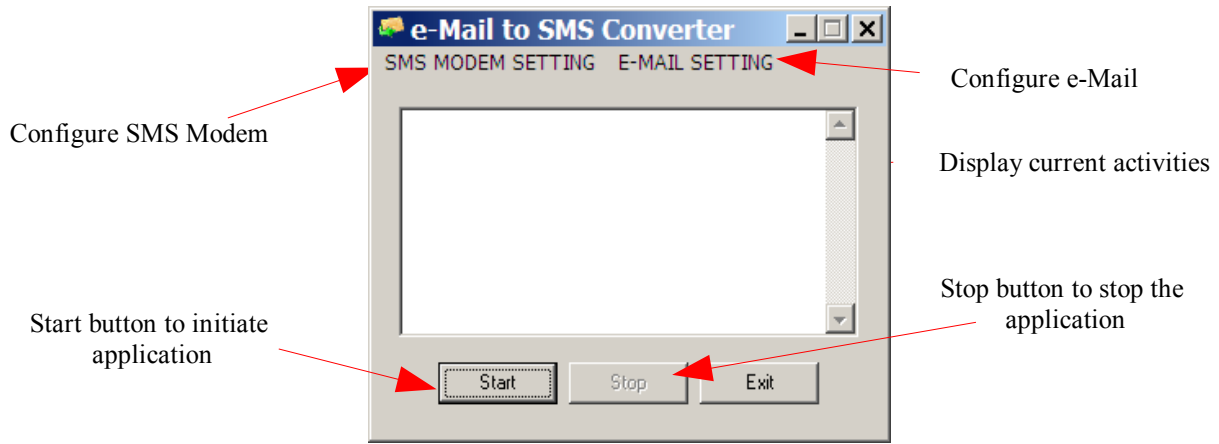 e-Mail to SMS Converter
SMS MODEM SETTING E-MAIL SETTING
Configure e-Mail
Configure SMS Modem
Display current activities
Start button to initiate
application
Stop button to stop the
application
Start
Stop
Exit